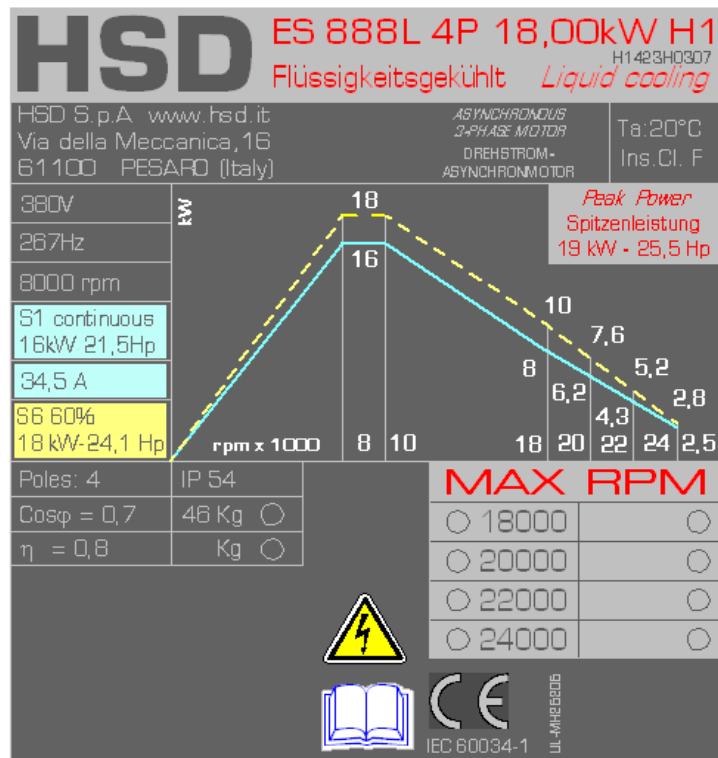 HSD
ES 888L 4P 18,00kW H1
H1423H0307
Flüssigkeitsgekühlt Liquid cooling
HSD S.p.A www.hsd.it
Via della Meccanica,16
61100 PESARO (Italy)
ASYNCHRONOUS
3-PHASE MOTOR
DREHSTROM-
ASYNCHRONMOTOR
Ta:20°C
Ins.Cl. F
380V
267Hz
8000 rpm
S1 continuous
16kW 21,5Hp
34,5 A
S6 60%
18 kW-24,1 Hp
kW
18
16
Peak Power
Spitzenleistung
19 kW - 25,5 Hp
10
7,6
5,2
2,8
8
6,2
4,3
2,5
rpm x 1000 8 10 18 20 22 24
Poles: 4 IP 54
Cosφ = 0,7 46 Kg
η = 0,8 Kg
MAX RPM
18000
20000
22000
24000
CE
IEC 60034-1
UL-MH26206